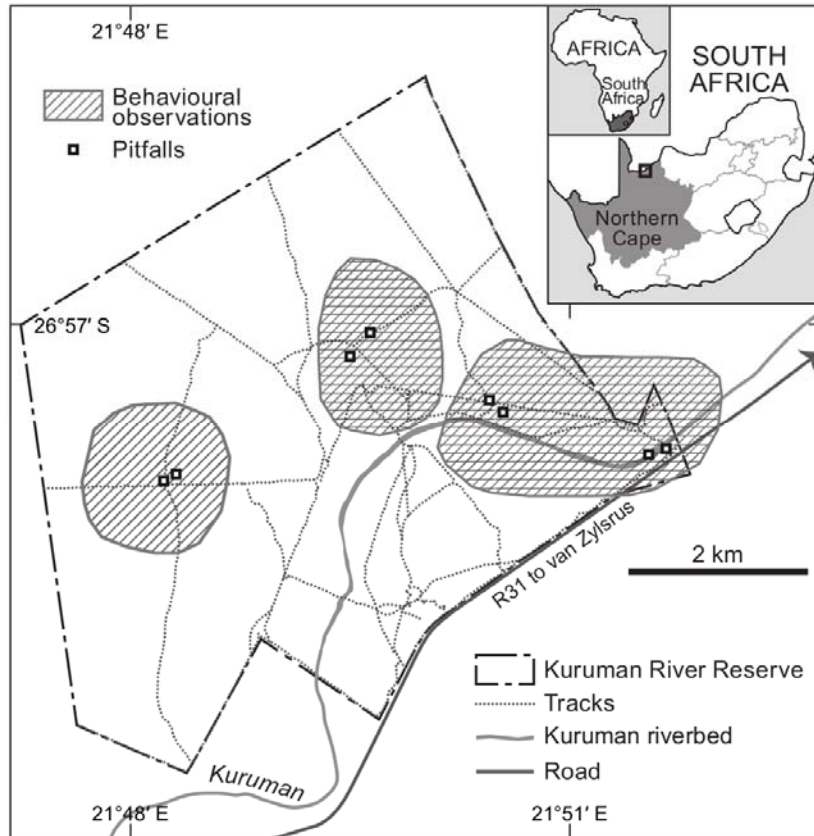 21°48′ E
AFRICA
South
Africa
SOUTH
AFRICA
Behavioural
observations
Pitfalls
Northern
Cape
26°57′ S
2 km
R31 to van Zylsrus
Kuruman River Reserve
Tracks
Kuruman riverbed
Road
Kuruman
21°48′ E
21°51′ E